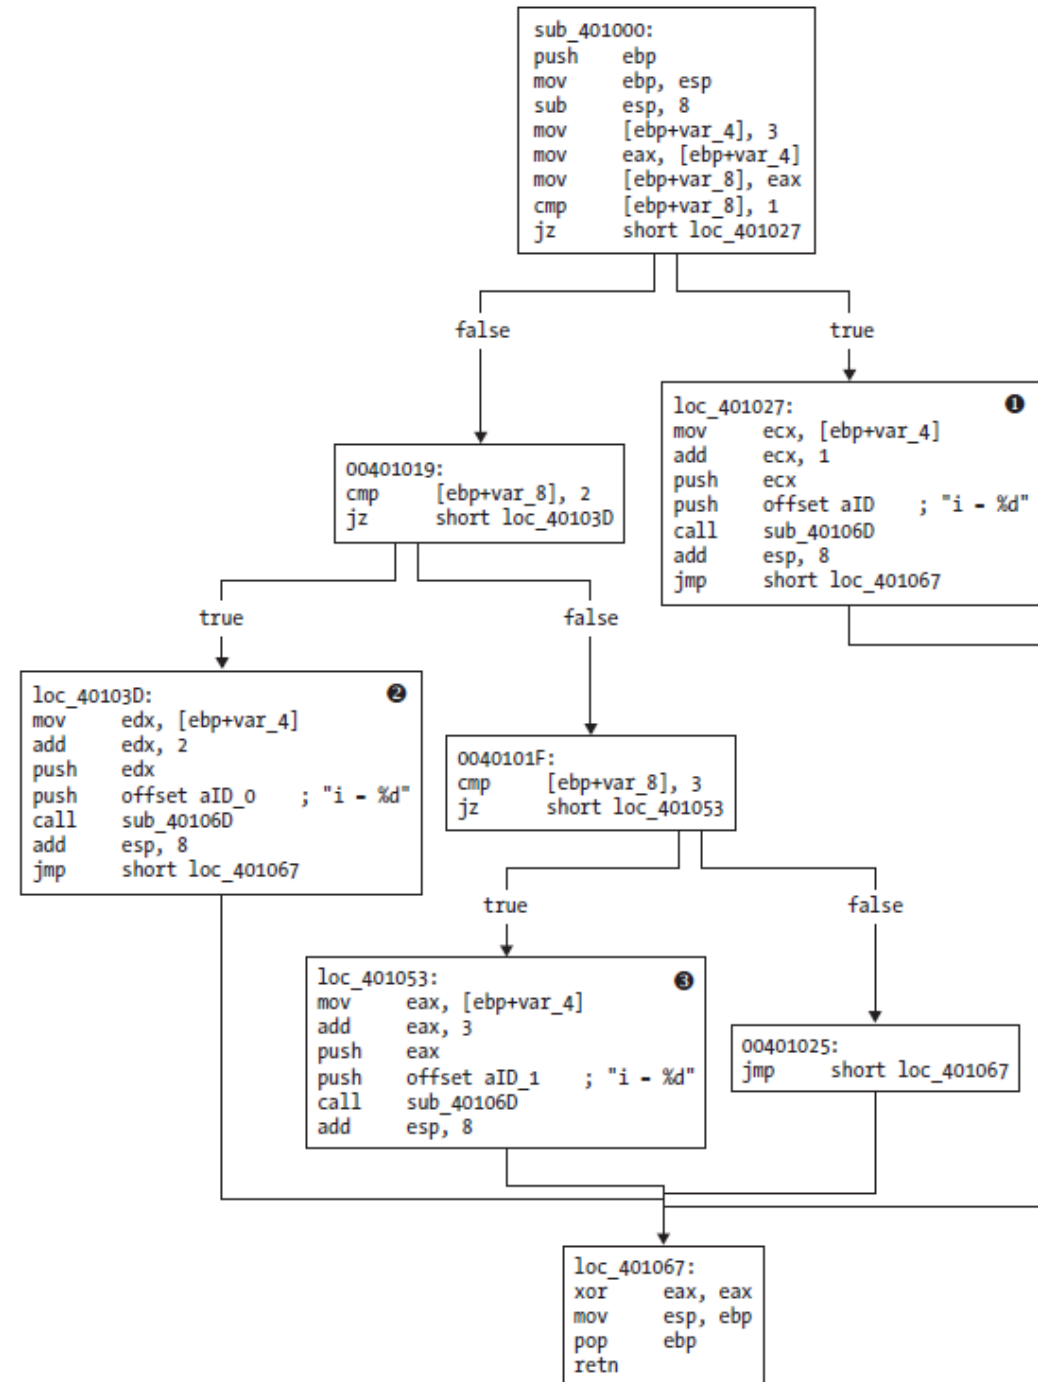 sub_401000:
push ebp
mov ebp, esp
sub esp, 8
mov [ebp+var_4], 3
mov eax, [ebp+var_4]
mov [ebp+var_8], eax
cmp [ebp+var_8], 1
jz short loc_401027
false
true
loc_401027: ❶
mov ecx, [ebp+var_4]
add ecx, 1
push ecx
push offset aID ; "i = %d"
call sub_40106D
add esp, 8
jmp short loc_401067
00401019:
cmp [ebp+var_8], 2
jz short loc_40103D
true
false
loc_40103D: ❷
mov edx, [ebp+var_4]
add edx, 2
push edx
push offset aID_0 ; "i = %d"
call sub_40106D
add esp, 8
jmp short loc_401067
0040101F:
cmp [ebp+var_8], 3
jz short loc_401053
true
false
loc_401053: ❸
mov eax, [ebp+var_4]
add eax, 3
push eax
push offset aID_1 ; "i = %d"
call sub_40106D
add esp, 8
00401025:
jmp short loc_401067
loc_401067:
xor eax, eax
mov esp, ebp
pop ebp
retn